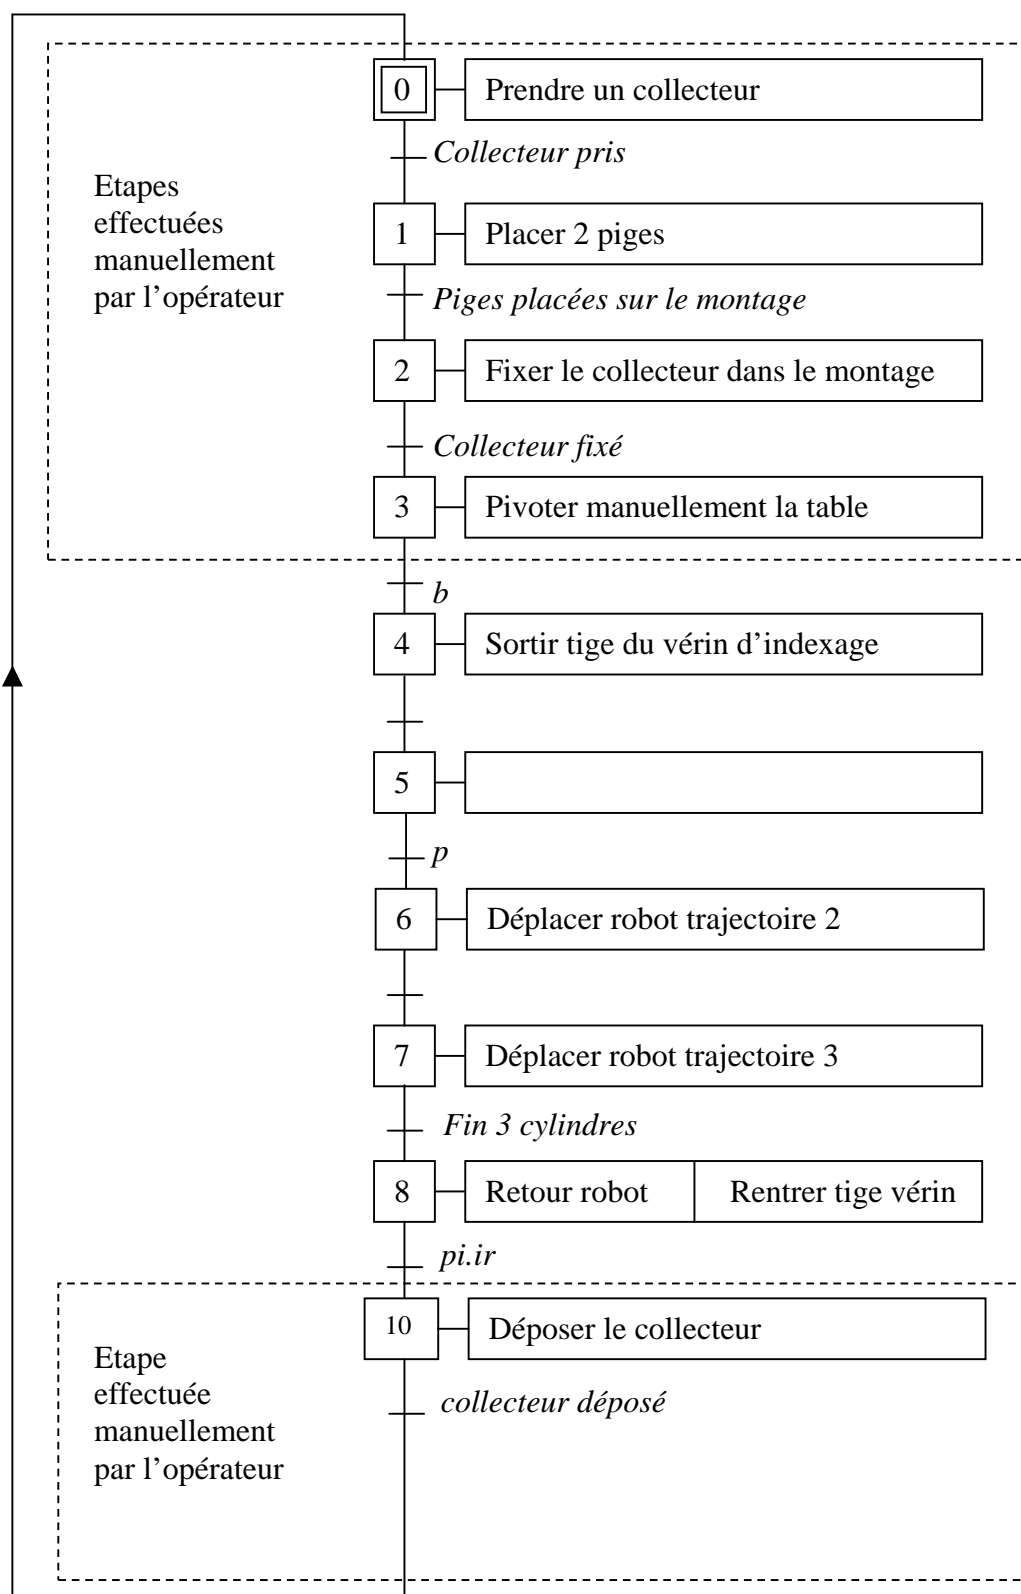 0 Prendre un collecteur
Collecteur pris
Etapes
effectuées
manuellement
par l’opérateur
1 Placer 2 piges
Piges placées sur le montage
2 Fixer le collecteur dans le montage
Collecteur fixé
3 Pivoter manuellement la table
b
4 Sortir tige du vérin d’indexage
5
p
6 Déplacer robot trajectoire 2
7 Déplacer robot trajectoire 3
Fin 3 cylindres
8 Retour robot Rentrer tige vérin
pi.ir
10 Déposer le collecteur
Etape
effectuée
manuellement
par l’opérateur
collecteur déposé